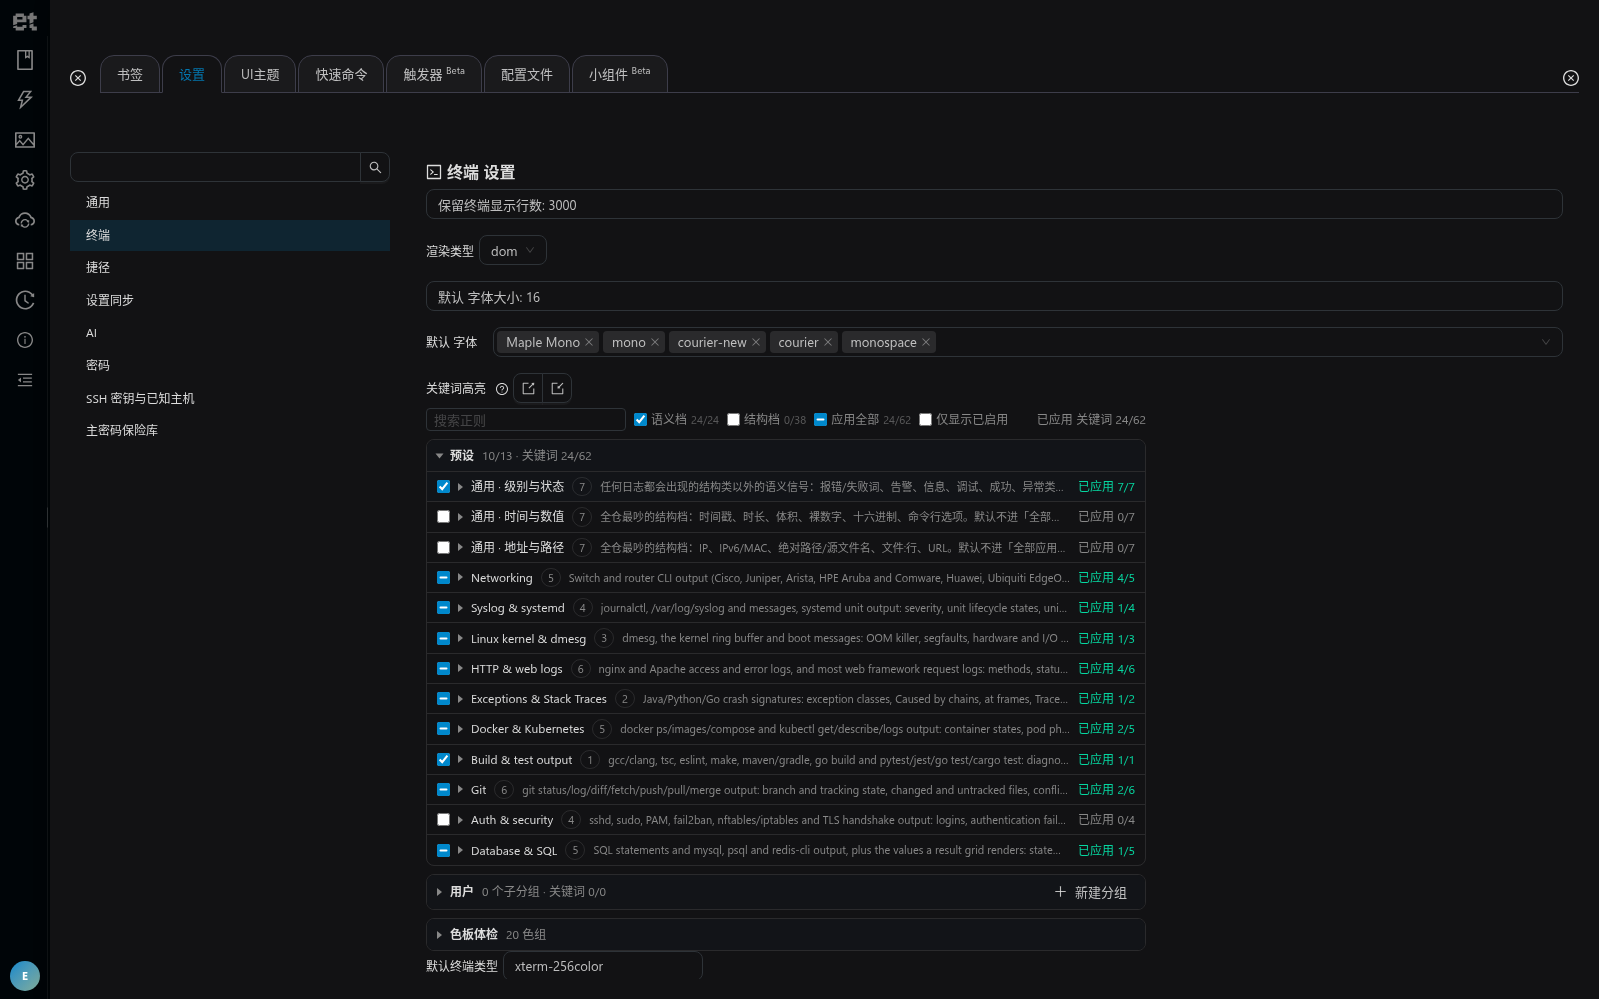 et
书签
设置
UI主题
快速命令
触发器 Beta
配置文件
小组件 Beta
通用
终端
捷径
设置同步
AI
密码
SSH 密钥与已知主机
主密码保险库
终端 设置
保留终端显示行数: 3000
渲染类型 dom
默认 字体大小: 16
默认 字体 Maple Mono mono courier-new courier monospace
关键词高亮
搜索正则 语义档 24/24 结构档 0/38 应用全部 24/62 仅显示已启用 已应用 关键词 24/62
预设 10/13 · 关键词 24/62
通用 · 级别与状态 7 任何日志都会出现的结构类以外的语义信号：报错/失败词、告警、信息、调试、成功、异常类... 已应用 7/7
通用 · 时间与数值 7 全仓最吵的结构档：时间戳、时长、体积、裸数字、十六进制、命令行选项。默认不进「全部... 已应用 0/7
通用 · 地址与路径 7 全仓最吵的结构档：IP、IPv6/MAC、绝对路径/源文件名、文件:行、URL。默认不进「全部应用... 已应用 0/7
Networking 5 Switch and router CLI output (Cisco, Juniper, Arista, HPE Aruba and Comware, Huawei, Ubiquiti EdgeO... 已应用 4/5
Syslog & systemd 4 journalctl, /var/log/syslog and messages, systemd unit output: severity, unit lifecycle states, uni... 已应用 1/4
Linux kernel & dmesg 3 dmesg, the kernel ring buffer and boot messages: OOM killer, segfaults, hardware and I/O ... 已应用 1/3
HTTP & web logs 6 nginx and Apache access and error logs, and most web framework request logs: methods, statu... 已应用 4/6
Exceptions & Stack Traces 2 Java/Python/Go crash signatures: exception classes, Caused by chains, at frames, Trace... 已应用 1/2
Docker & Kubernetes 5 docker ps/images/compose and kubectl get/describe/logs output: container states, pod ph... 已应用 2/5
Build & test output 1 gcc/clang, tsc, eslint, make, maven/gradle, go build and pytest/jest/go test/cargo test: diagno... 已应用 1/1
Git 6 git status/log/diff/fetch/push/pull/merge output: branch and tracking state, changed and untracked files, confli... 已应用 2/6
Auth & security 4 sshd, sudo, PAM, fail2ban, nftables/iptables and TLS handshake output: logins, authentication fail... 已应用 0/4
Database & SQL 5 SQL statements and mysql, psql and redis-cli output, plus the values a result grid renders: state... 已应用 1/5
用户 0 个子分组 · 关键词 0/0 新建分组
色板体检 20 色组
默认终端类型 xterm-256color
E